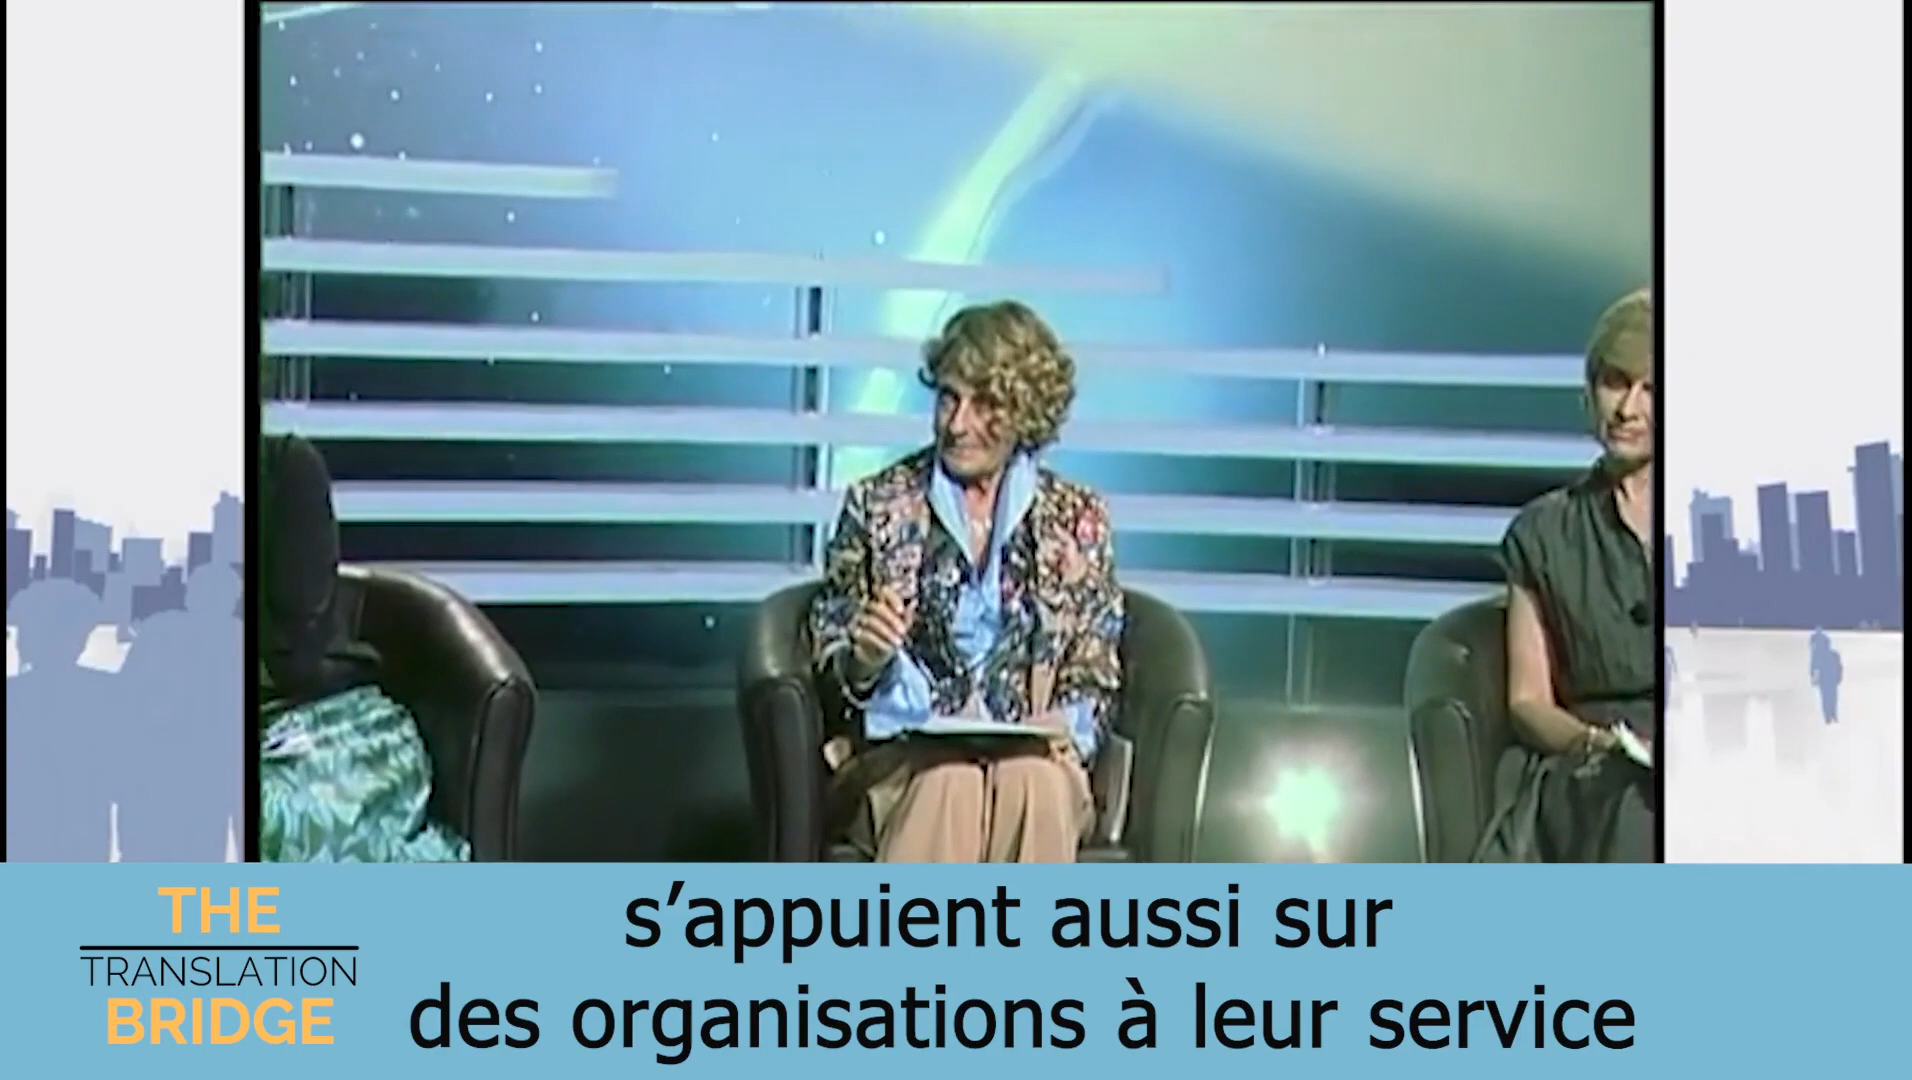 THE
TRANSLATION
BRIDGE
s’appuient aussi sur
des organisations à leur service